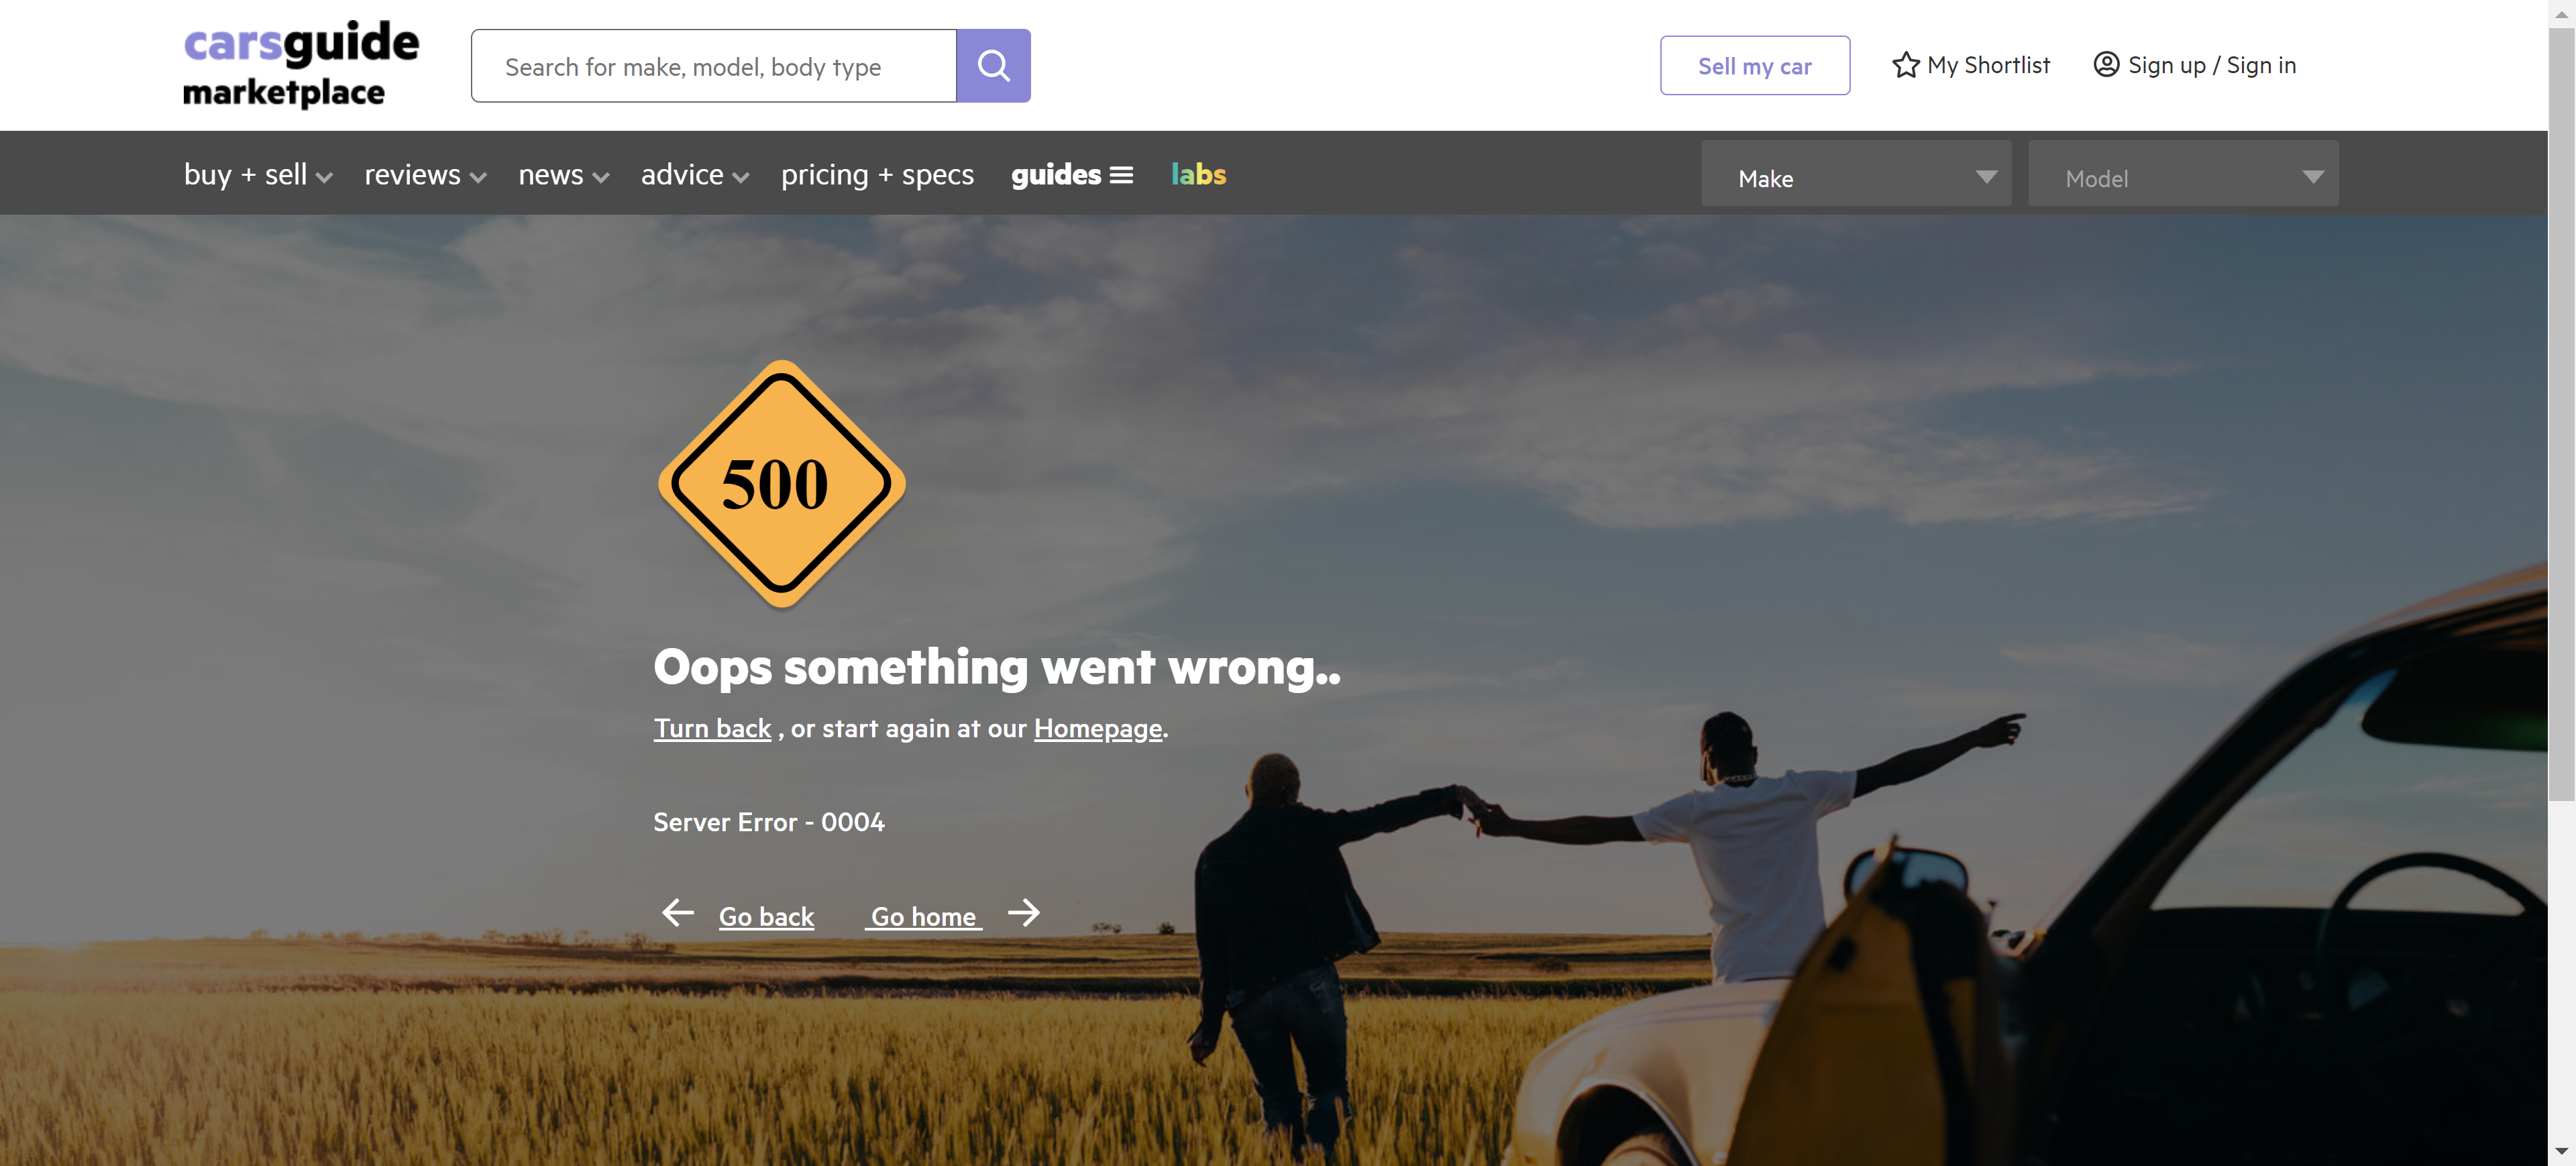 carsguide
marketplace
Search for make, model, body type
Sell my car
My Shortlist
Sign up / Sign in
buy + sell
reviews
news
advice
pricing + specs
guides
labs
Make
Model
500
Oops something went wrong..
Turn back , or start again at our Homepage.
Server Error - 0004
Go back
Go home